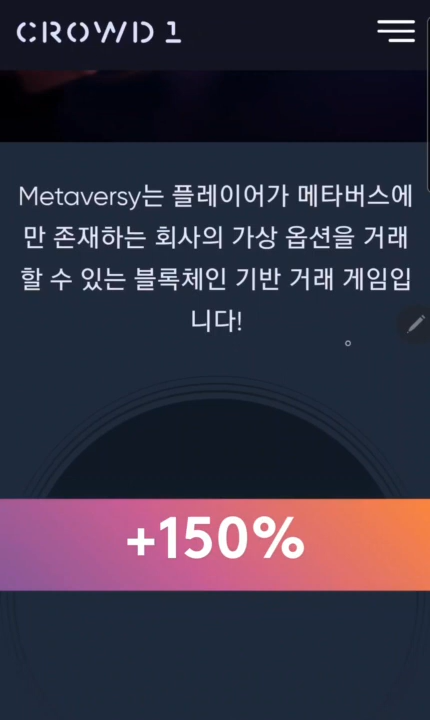 CROWD 1
Metaversy는 플레이어가 메타버스에
만 존재하는 회사의 가상 옵션을 거래
할 수 있는 블록체인 기반 거래 게임입
니다!
+150%